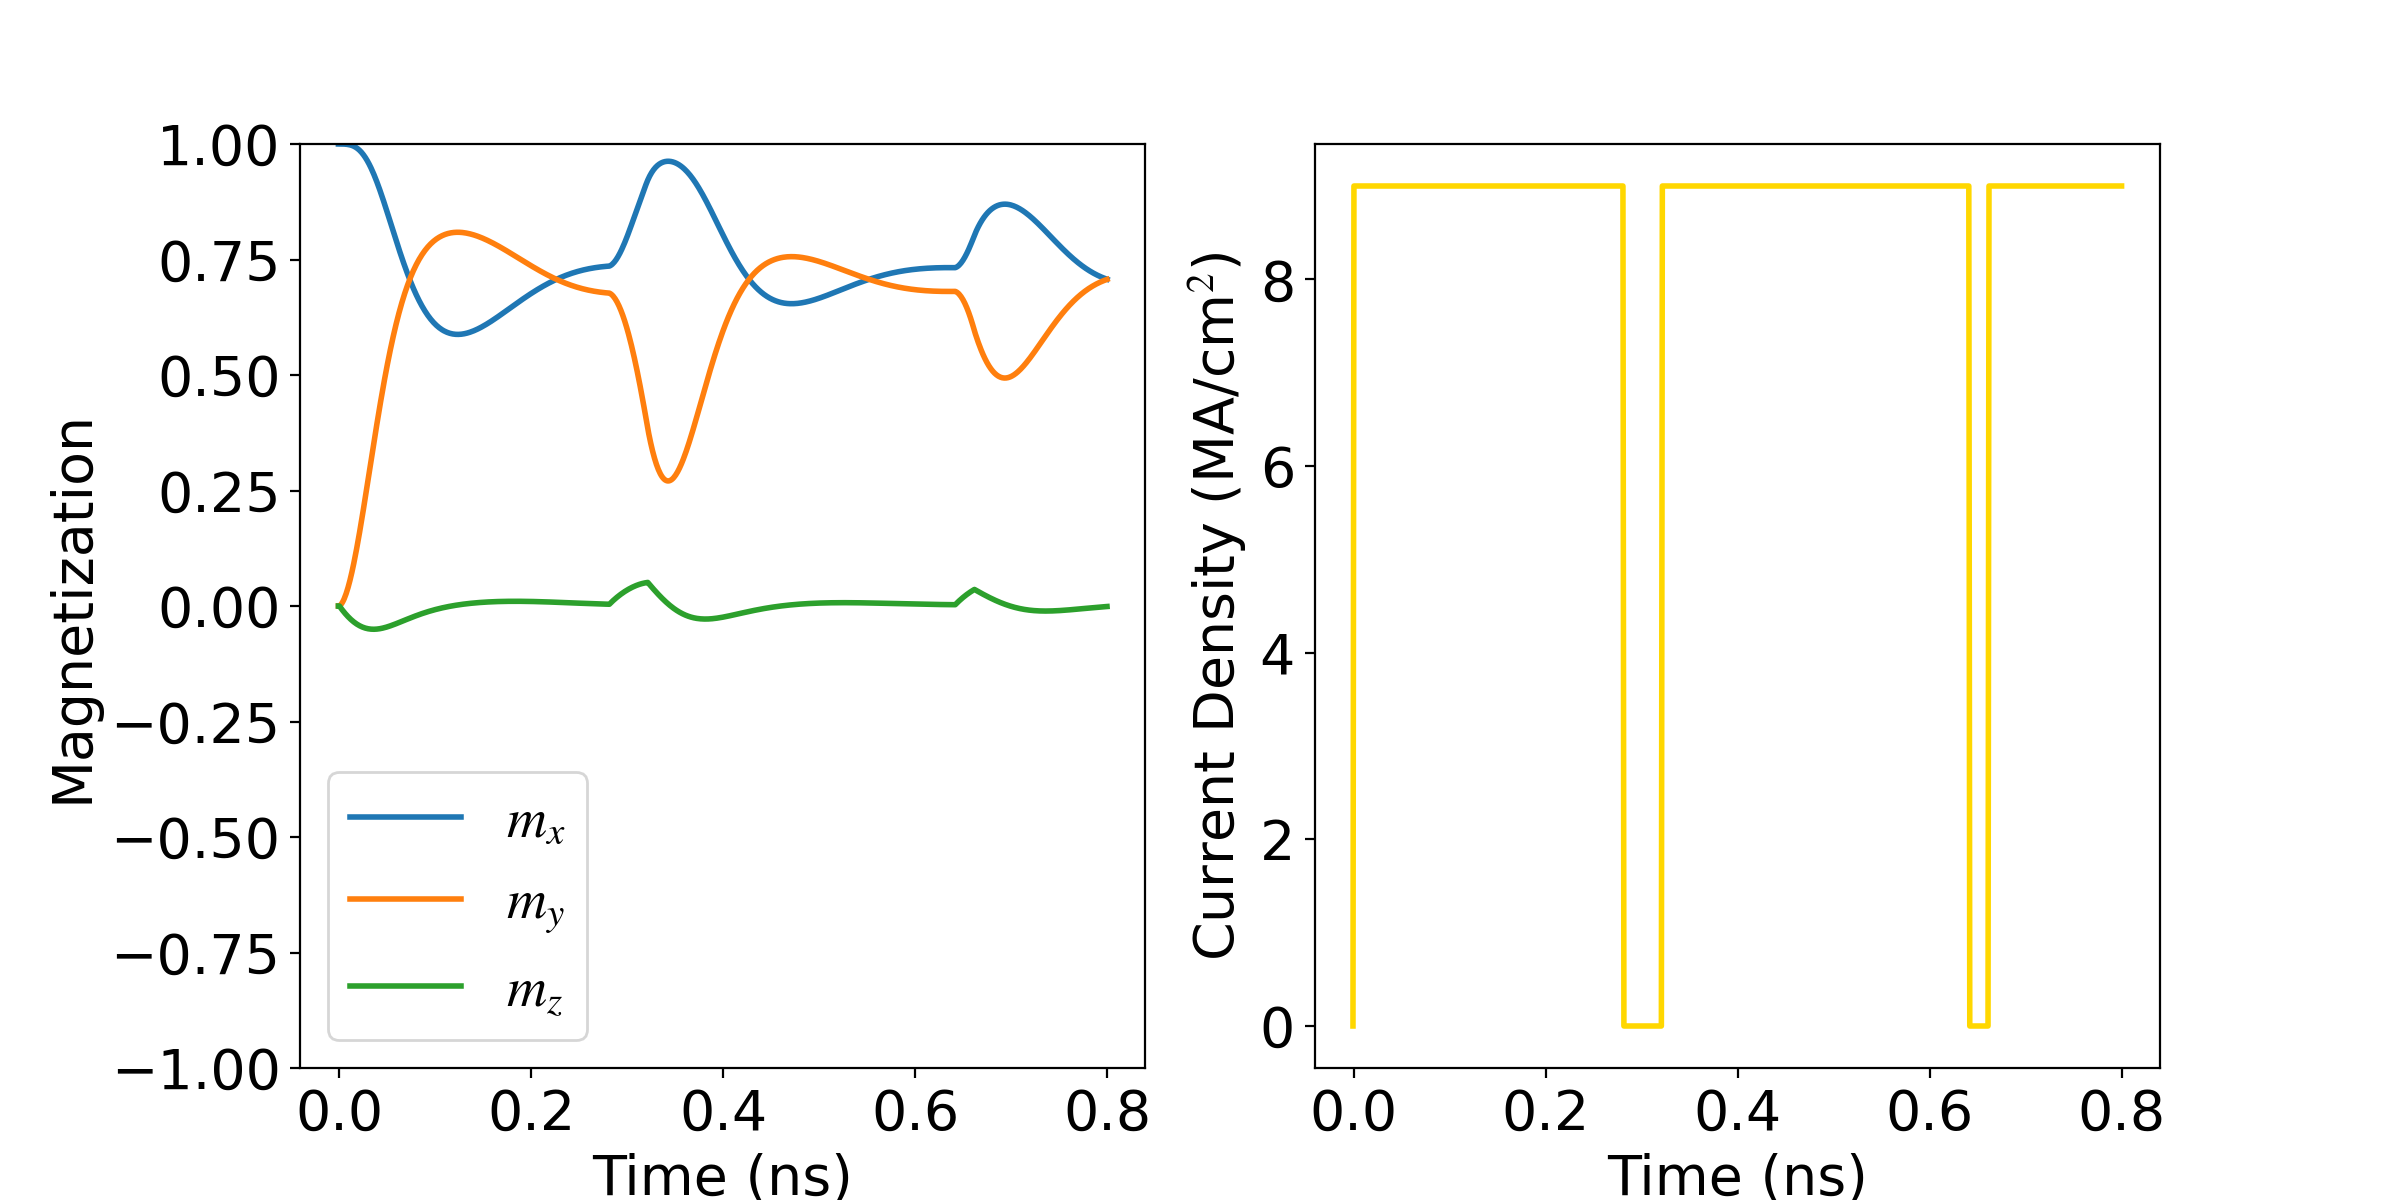 Magnetization
1.00
0.75
0.50
0.25
0.00
−0.25
−0.50
−0.75
−1.00
m_x
m_y
m_z
0.0 0.2 0.4 0.6 0.8
Time (ns)
Current Density (MA/cm²)
8
6
4
2
0
0.0 0.2 0.4 0.6 0.8
Time (ns)